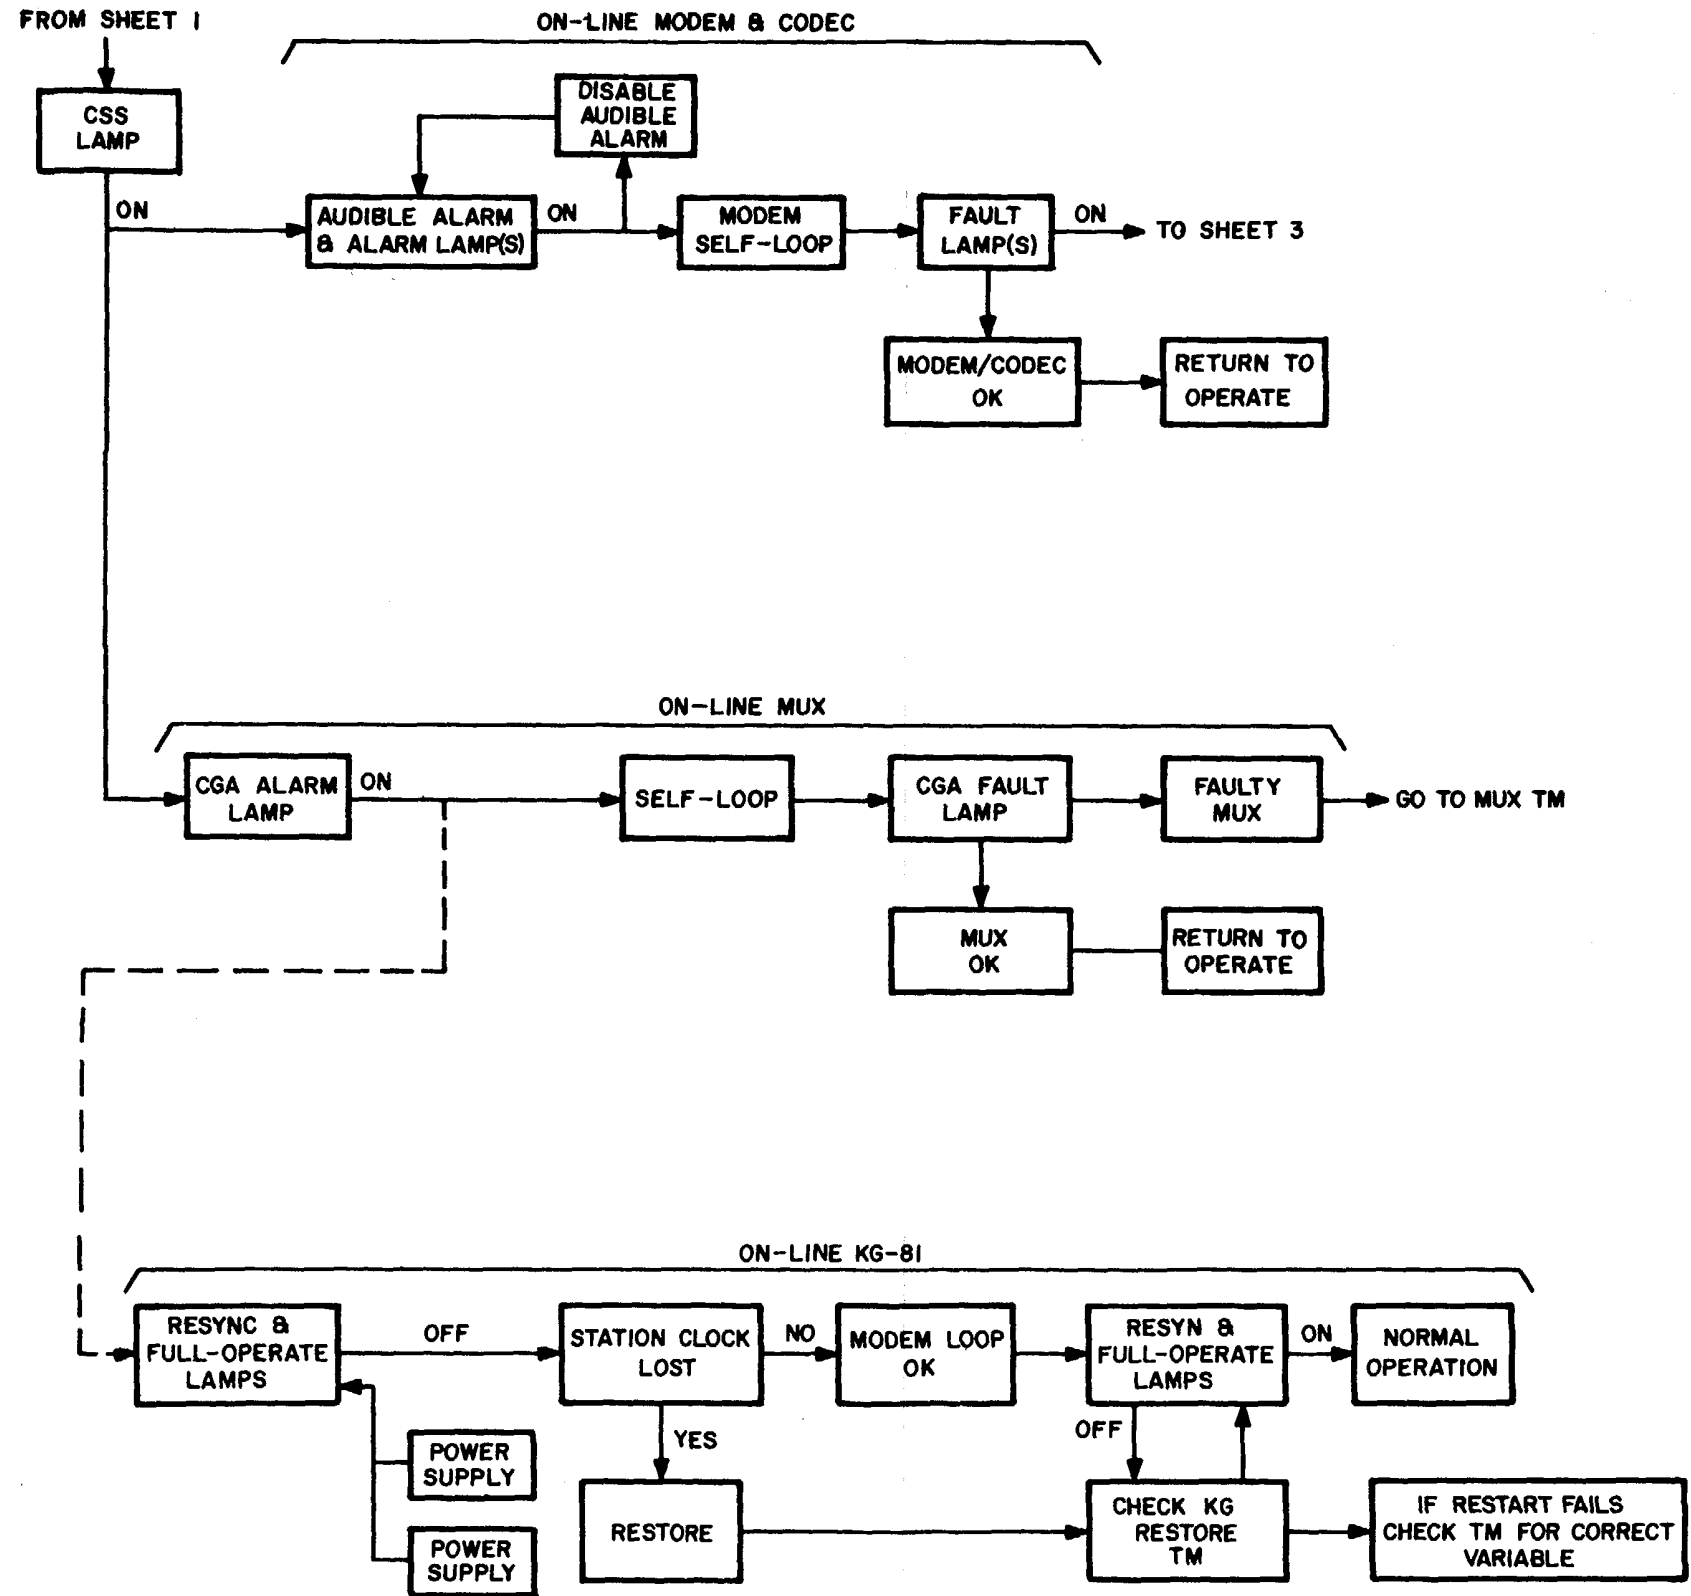 FROM SHEET 1
ON-LINE MODEM & CODEC
CSS
LAMP
DISABLE
AUDIBLE
ALARM
ON
AUDIBLE ALARM
& ALARM LAMP(S)
ON
MODEM
SELF-LOOP
FAULT
LAMP(S)
ON
TO SHEET 3
MODEM/CODEC
OK
RETURN TO
OPERATE
ON-LINE MUX
CGA ALARM
LAMP
ON
SELF-LOOP
CGA FAULT
LAMP
FAULTY
MUX
GO TO MUX TM
MUX
OK
RETURN TO
OPERATE
ON-LINE KG-81
RESYNC &
FULL-OPERATE
LAMPS
OFF
STATION CLOCK
LOST
NO
MODEM LOOP
OK
RESYN &
FULL-OPERATE
LAMPS
ON
NORMAL
OPERATION
YES
OFF
POWER
SUPPLY
RESTORE
CHECK KG
RESTORE
TM
IF RESTART FAILS
CHECK TM FOR CORRECT
VARIABLE
POWER
SUPPLY